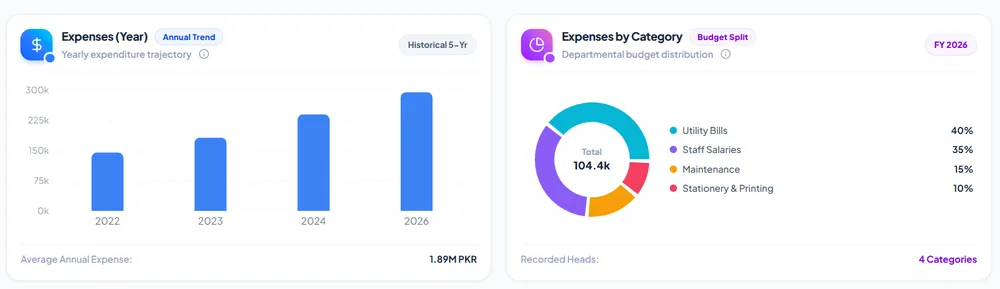 Expenses (Year) Annual Trend
Yearly expenditure trajectory
Historical 5-Yr
300k
225k
150k
75k
0k
2022 2023 2024 2026
Average Annual Expense: 1.89M PKR
Expenses by Category Budget Split
Departmental budget distribution
FY 2026
Total
104.4k
Utility Bills 40%
Staff Salaries 35%
Maintenance 15%
Stationery & Printing 10%
Recorded Heads: 4 Categories